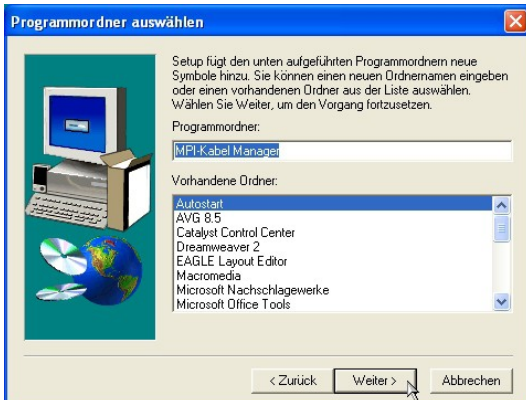 Programmordner auswählen
Setup fügt den unten aufgeführten Programmordnern neue
Symbole hinzu. Sie können einen neuen Ordnernamen eingeben
oder einen vorhandenen Ordner aus der Liste auswählen.
Wählen Sie Weiter, um den Vorgang fortzusetzen.
Programmordner:
MPI-Kabel Manager
Vorhandene Ordner:
Autostart
AVG 8.5
Catalyst Control Center
Dreamweaver 2
EAGLE Layout Editor
Macromedia
Microsoft Nachschlagewerke
Microsoft Office Tools
< Zurück Weiter > Abbrechen